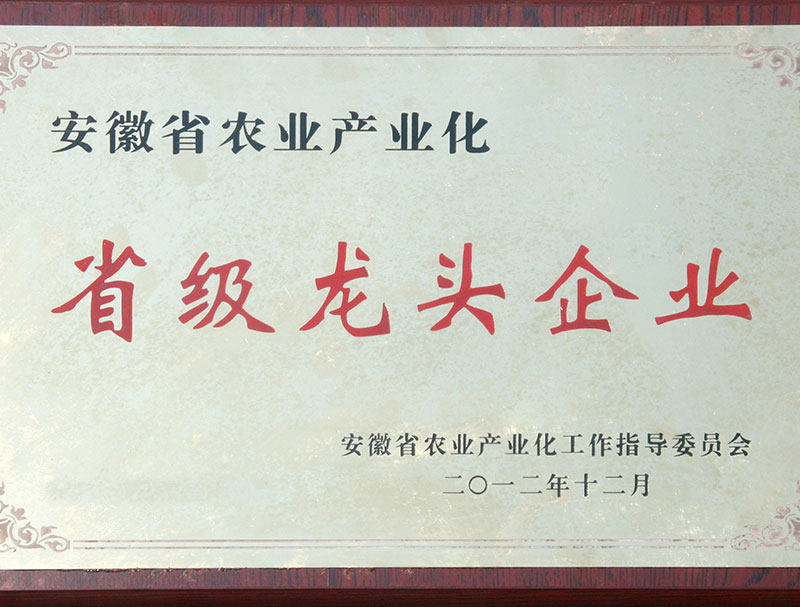 安徽省农业产业化
省级龙头企业
安徽省农业产业化工作指导委员会
二〇一二年十二月